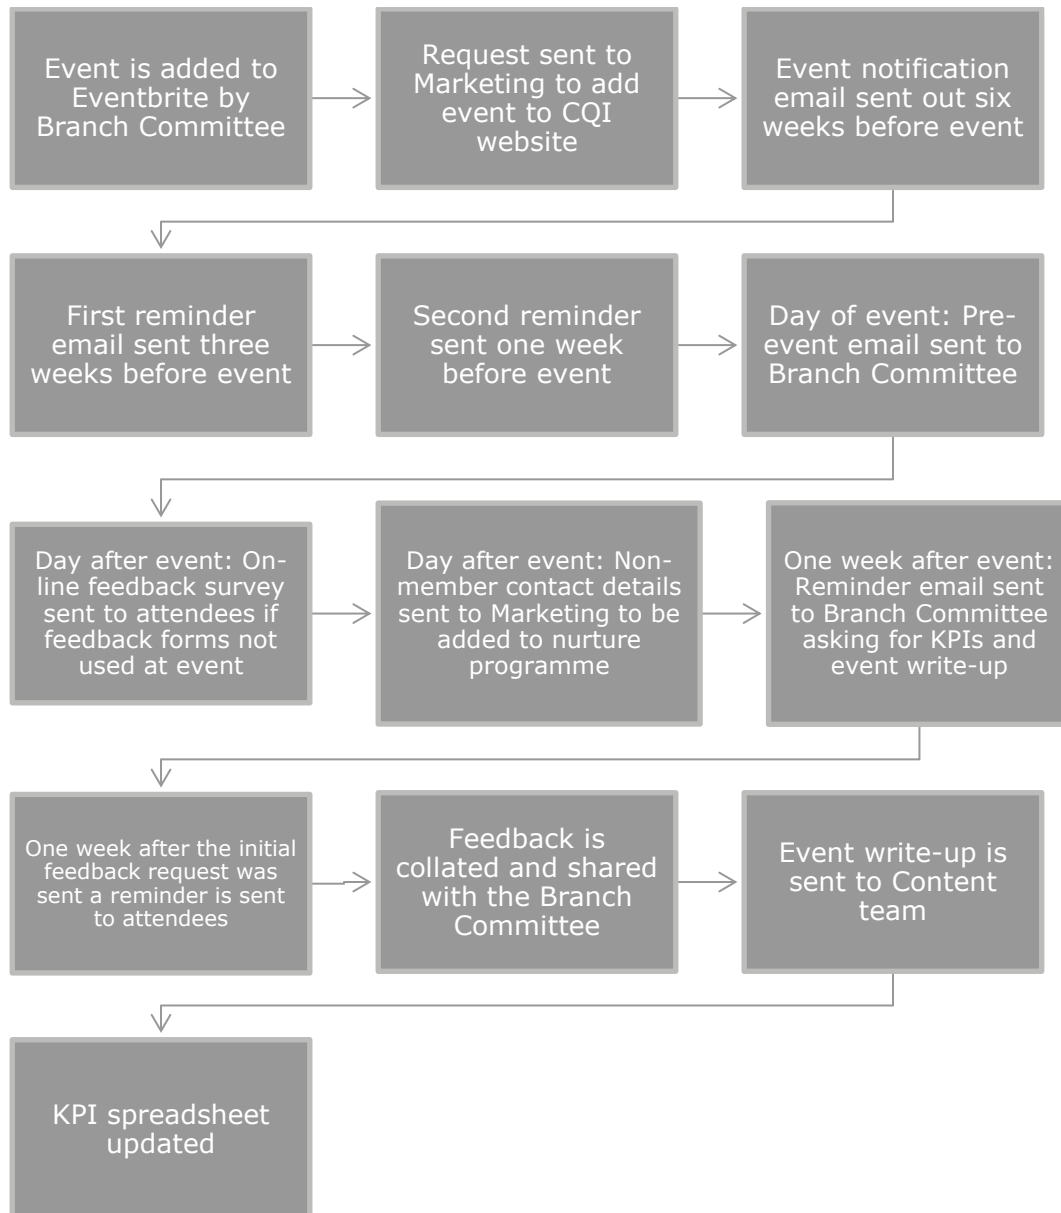 Event is added to
Eventbrite by
Branch Committee
Request sent to
Marketing to add
event to CQI
website
Event notification
email sent out six
weeks before event
First reminder
email sent three
weeks before event
Second reminder
sent one week
before event
Day of event: Pre-
event email sent to
Branch Committee
Day after event: On-
line feedback survey
sent to attendees if
feedback forms not
used at event
Day after event: Non-
member contact details
sent to Marketing to be
added to nurture
programme
One week after event:
Reminder email sent
to Branch Committee
asking for KPIs and
event write-up
One week after the initial
feedback request was
sent a reminder is sent
to attendees
Feedback is
collated and shared
with the Branch
Committee
Event write-up is
sent to Content
team
KPI spreadsheet
updated